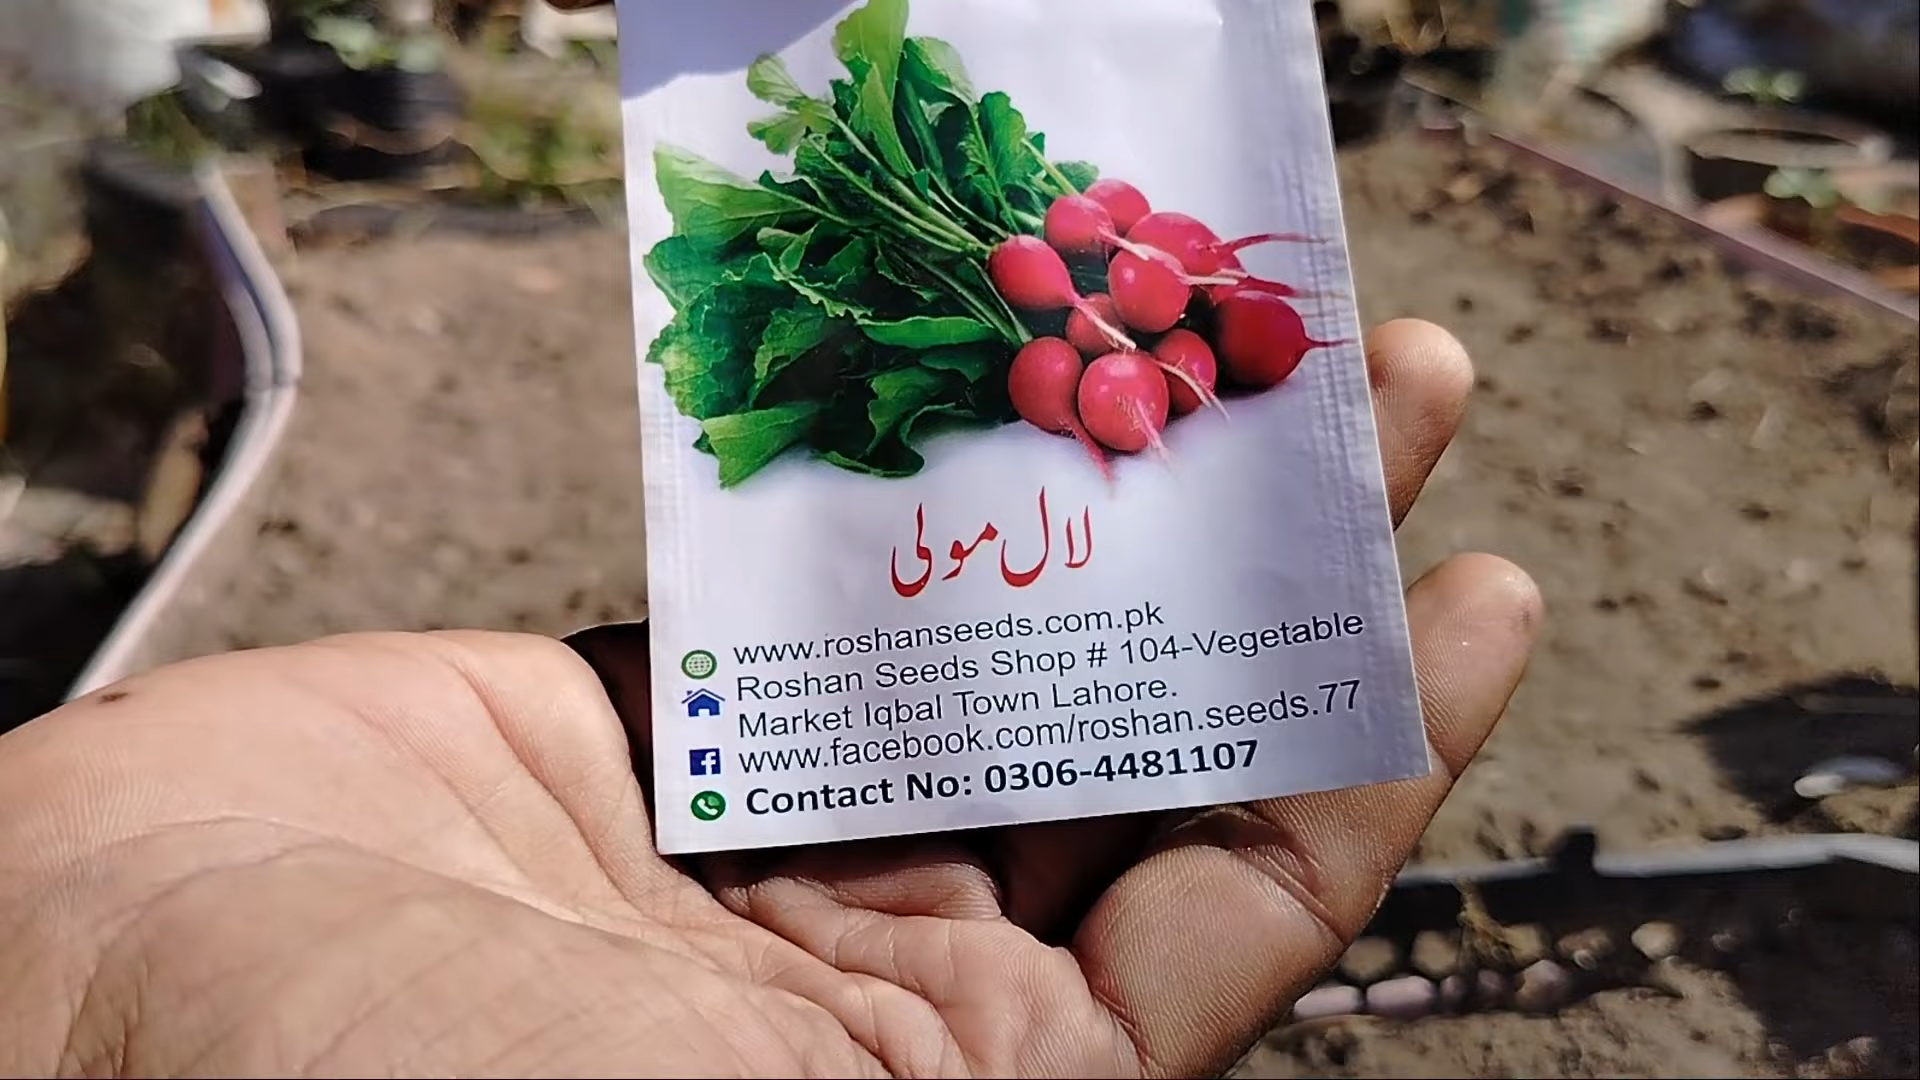 لال مولی
www.roshanseeds.com.pk
Roshan Seeds Shop # 104-Vegetable
Market Iqbal Town Lahore.
www.facebook.com/roshan.seeds.77
Contact No: 0306-4481107